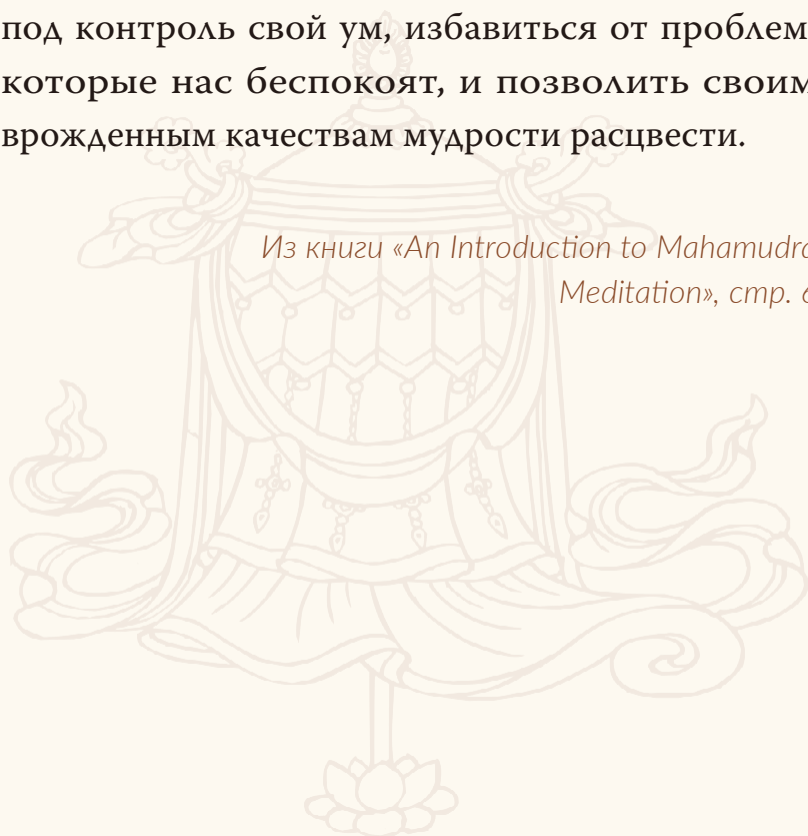 под контроль свой ум, избавиться от проблем
которые нас беспокоят, и позволить своим
врожденным качествам мудрости расцвести.
Из книги «An Introduction to Mahamudra
Meditation», стр.